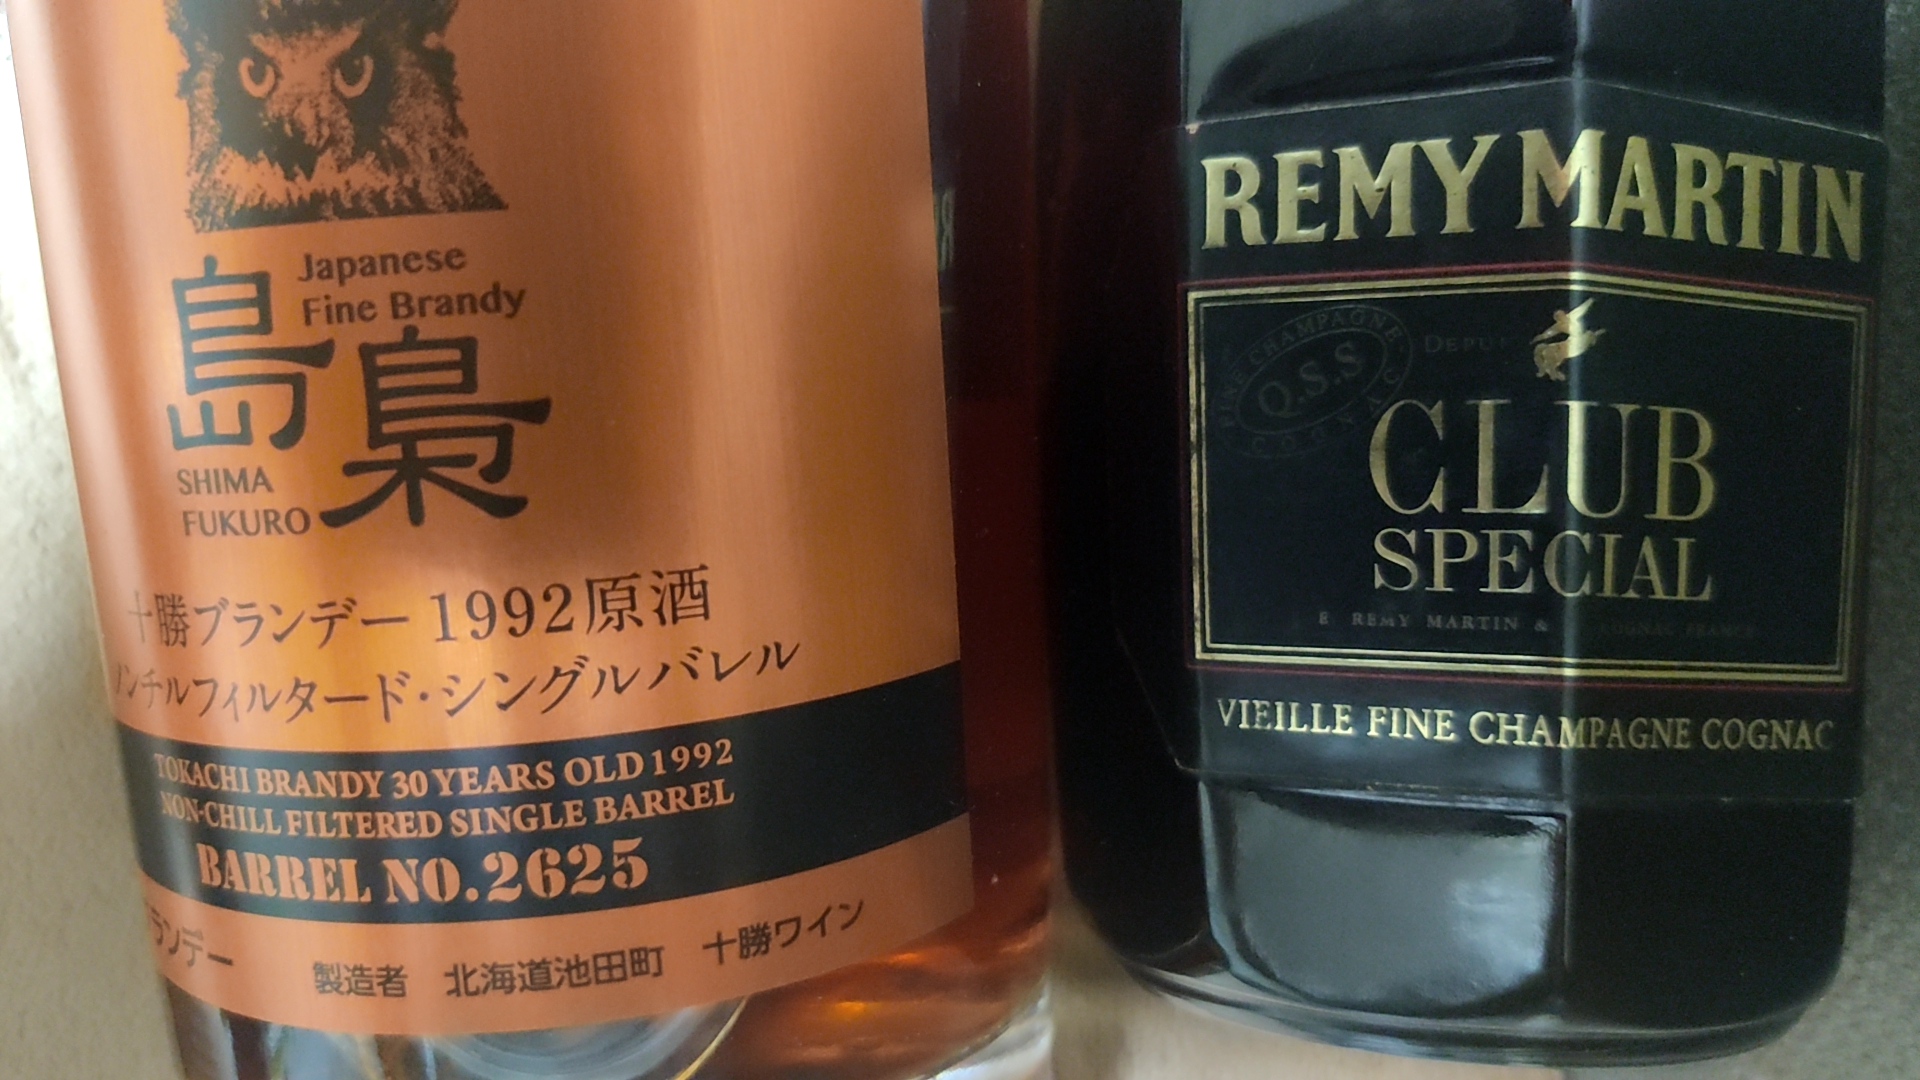 Japanese
Fine Brandy
島梟
SHIMA
FUKURO
十勝ブランデー 1992原酒
ノンチルフィルタード・シングルバレル
TOKACHI BRANDY 30 YEARS OLD 1992
NON-CHILL FILTERED SINGLE BARREL
BARREL NO.2625
ランデー 製造者 北海道池田町 十勝ワイン
REMY MARTIN
FINE CHAMPAGNE COGNAC
Q.S.S
DEPUI
CLUB
SPECIAL
E REMY MARTIN & COGNAC FRANCE
VIEILLE FINE CHAMPAGNE COGNAC